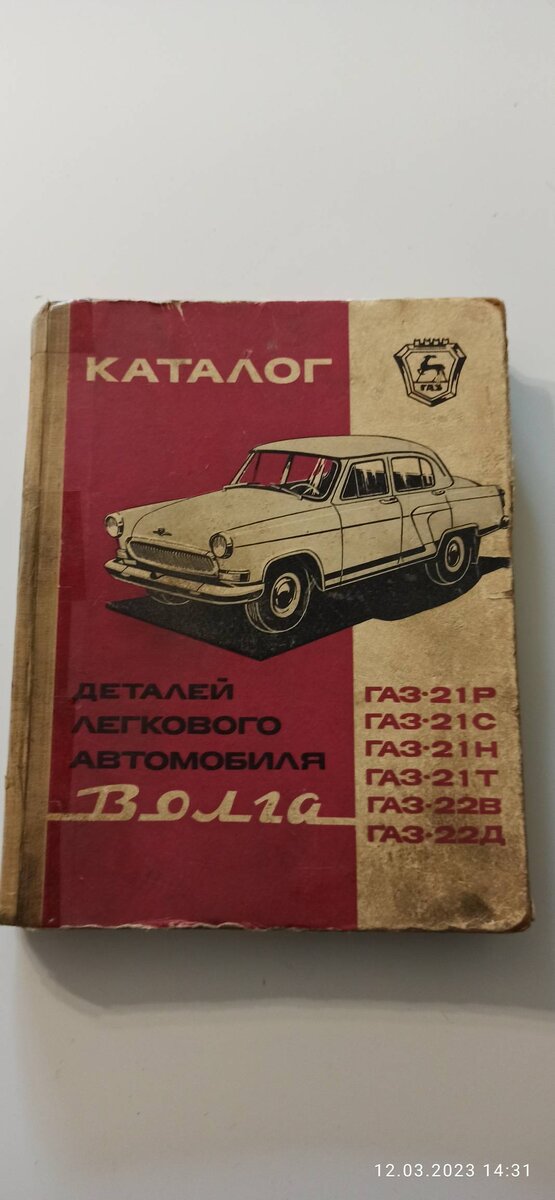 КАТАЛОГ
ГАЗ
ДЕТАЛЕЙ
ЛЕГКОВОГО
АВТОМОБИЛЯ
Волга
ГАЗ-21Р
ГАЗ-21С
ГАЗ-21Н
ГАЗ-21Т
ГАЗ-22В
ГАЗ-22Д
12.03.2023 14:31